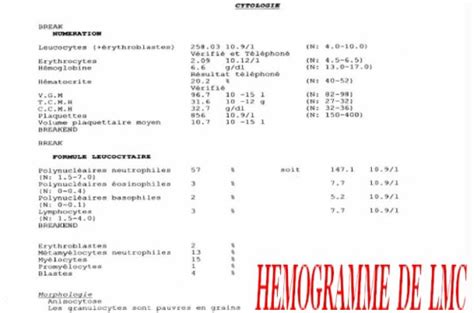 CYTOLOGIE
BREAK
NUMERATION
Leucocytes (+érythroblastes) 258.03 10.9/l (N: 4.0-10.0)
Vérifié et Téléphoné
Erythrocytes 2.09 10.12/l (N: 4.5-6.5)
Hémoglobine 6.6 g/dl (N: 13.0-17.0)
Résultat téléphoné
Hématocrite 20.2 % (N: 40-52)
Vérifié
V.G.M 96.7 10 -15 l (N: 82-98)
T.C.M.H 31.6 10 -12 g (N: 27-32)
C.C.M.H 32.7 g/dl (N: 32-36)
Plaquettes 856 10.9/l (N: 150-400)
Volume plaquettaire moyen 10.7 10 -15 l
BREAKEND
BREAK
FORMULE LEUCOCYTAIRE
Polynucléaires neutrophiles 57 % soit 147.1 10.9/l
(N: 1.5-7.0)
Polynucléaires éosinophiles 3 % 7.7 10.9/l
(N: 0-0.4)
Polynucléaires basophiles 2 % 5.2 10.9/l
(N: 0-0.1)
Lymphocytes 3 % 7.7 10.9/l
(N: 1.5-4.0)
BREAKEND
Erythroblastes 2 %
Métamyélocytes neutrophiles 13 %
Myélocytes 15 %
Promyélocytes 1 %
Blastes 4 %
HEMOGRAMME DE LMC
Morphologie
Anisocytose
Les granulocytes sont pauvres en grains